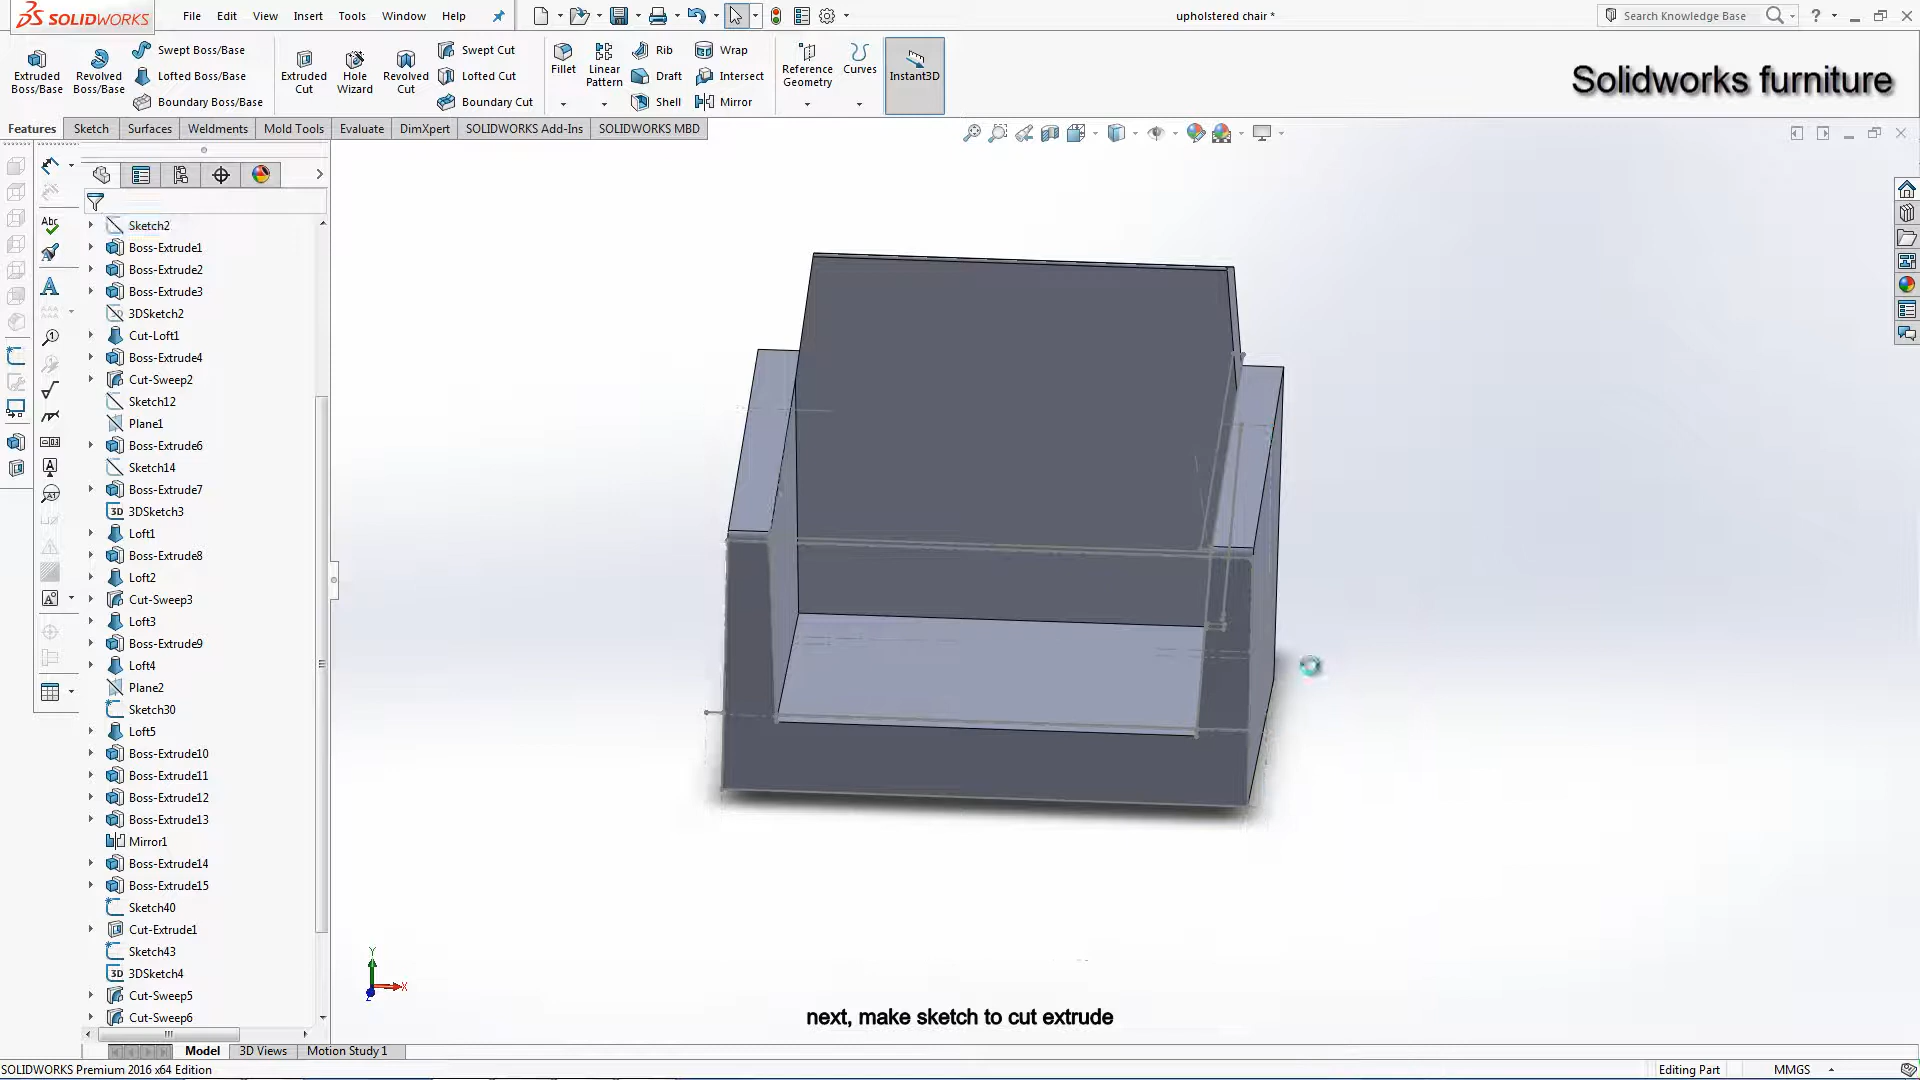 SOLIDWORKS
File Edit View Insert Tools Window Help
upholstered chair *
Search Knowledge Base
Extruded Boss/Base
Revolved Boss/Base
Swept Boss/Base
Lofted Boss/Base
Boundary Boss/Base
Extruded Cut
Hole Wizard
Revolved Cut
Swept Cut
Lofted Cut
Boundary Cut
Fillet
Linear Pattern
Rib
Draft
Shell
Wrap
Intersect
Mirror
Reference Geometry
Curves
Instant3D
Solidworks furniture
Features Sketch Surfaces Weldments Mold Tools Evaluate DimXpert SOLIDWORKS Add-Ins SOLIDWORKS MBD
Sketch2
Boss-Extrude1
Boss-Extrude2
Boss-Extrude3
3DSketch2
Cut-Loft1
Boss-Extrude4
Cut-Sweep2
Sketch12
Plane1
Boss-Extrude6
Sketch14
Boss-Extrude7
3D 3DSketch3
Loft1
Boss-Extrude8
Loft2
Cut-Sweep3
Loft3
Boss-Extrude9
Loft4
Plane2
Sketch30
Loft5
Boss-Extrude10
Boss-Extrude11
Boss-Extrude12
Boss-Extrude13
Mirror1
Boss-Extrude14
Boss-Extrude15
Sketch40
Cut-Extrude1
Sketch43
3D 3DSketch4
Cut-Sweep5
Cut-Sweep6
Y
X
next, make sketch to cut extrude
Model 3D Views Motion Study 1
SOLIDWORKS Premium 2016 x64 Edition
Editing Part
MMGS